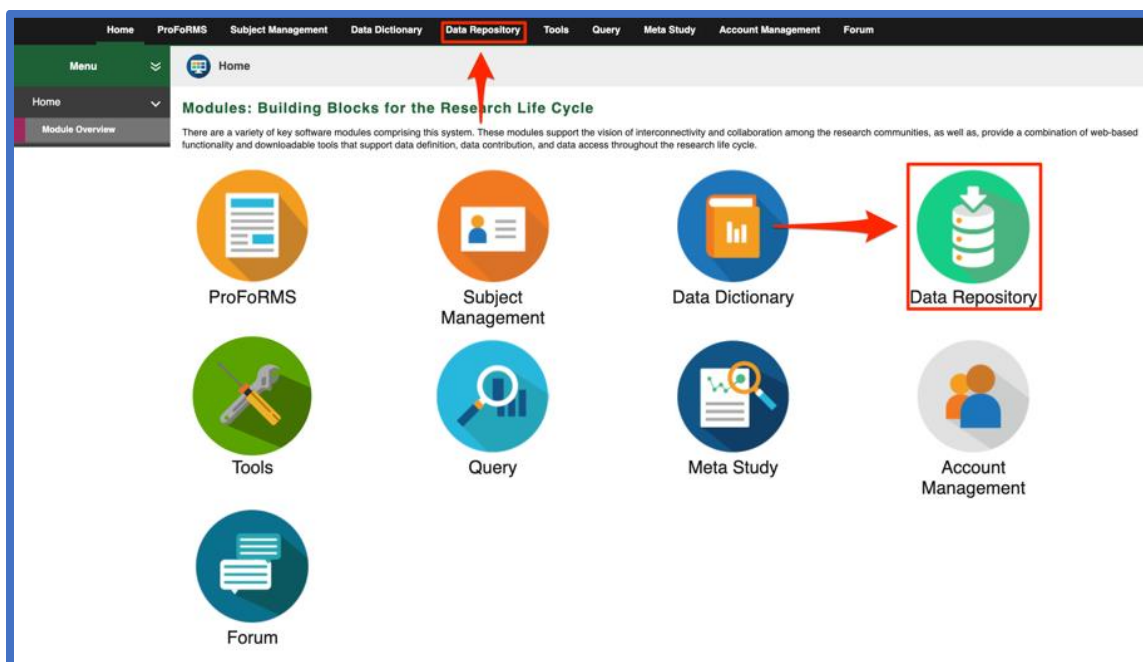 Home ProFoRMS Subject Management Data Dictionary Data Repository Tools Query Meta Study Account Management Forum
Menu
Home
Home
Module Overview
Modules: Building Blocks for the Research Life Cycle
There are a variety of key software modules comprising this system. These modules support the vision of interconnectivity and collaboration among the research communities, as well as, provide a combination of web-based
functionality and downloadable tools that support data definition, data contribution, and data access throughout the research life cycle.
ProFoRMS
Subject
Management
Data Dictionary
Data Repository
Tools
Query
Meta Study
Account
Management
Forum